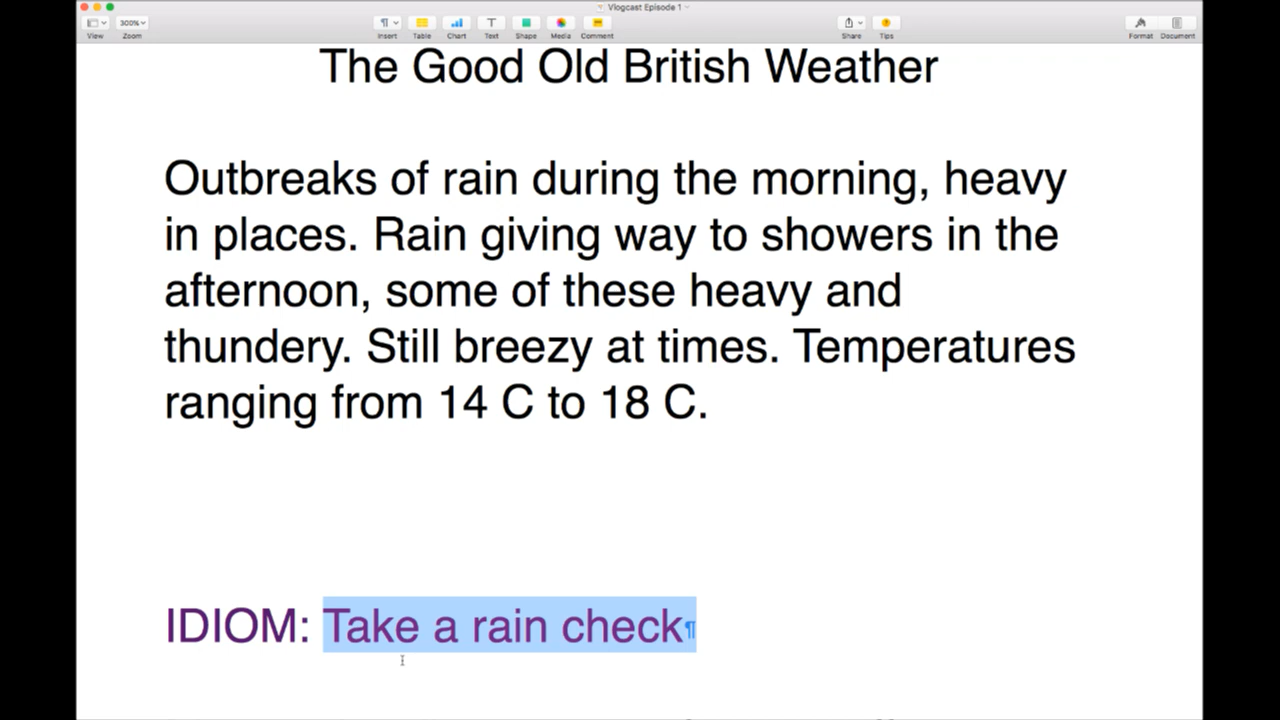 Vlogcast Episode 1
300%
View
Zoom
Insert
Table
Chart
Text
Shape
Media
Comment
Share
Tips
Format
Document
The Good Old British Weather
Outbreaks of rain during the morning, heavy
in places. Rain giving way to showers in the
afternoon, some of these heavy and
thundery. Still breezy at times. Temperatures
ranging from 14 C to 18 C.
IDIOM: Take a rain check¶